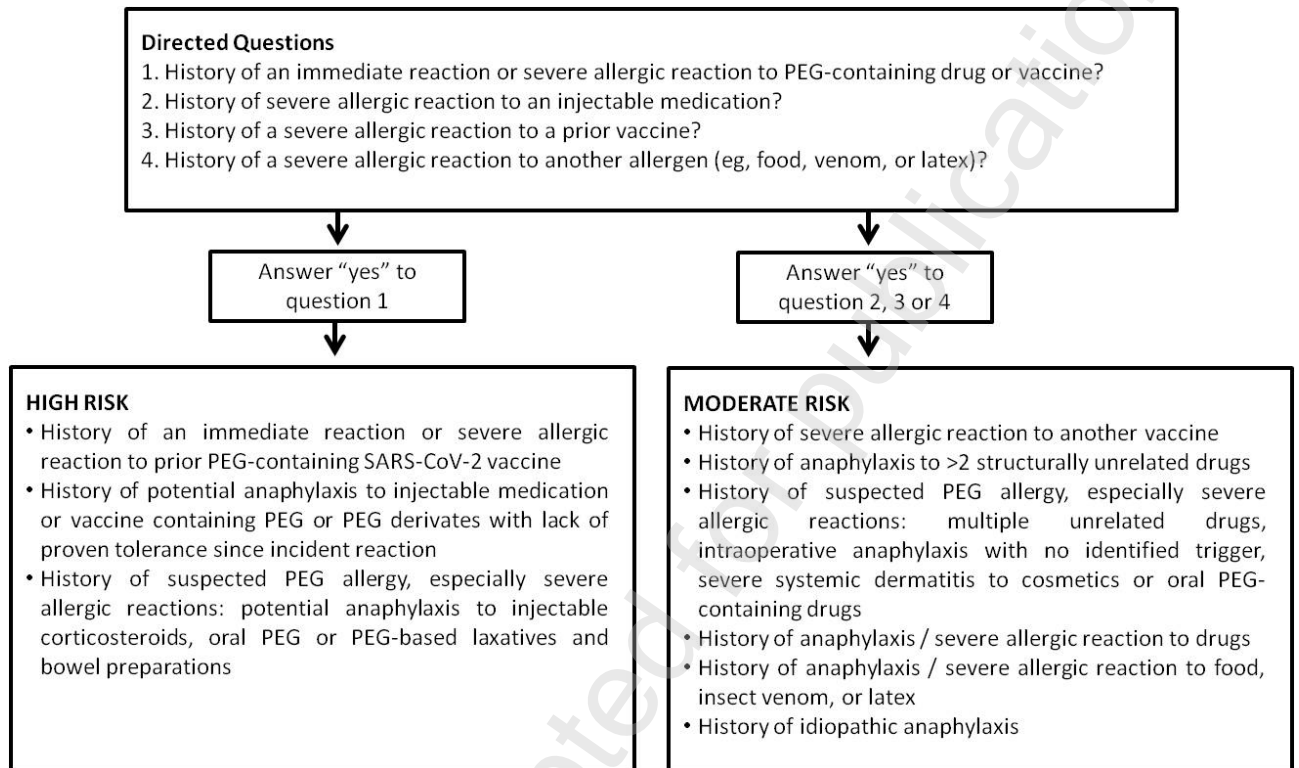 Directed Questions
1. History of an immediate reaction or severe allergic reaction to PEG-containing drug or vaccine?
2. History of severe allergic reaction to an injectable medication?
3. History of a severe allergic reaction to a prior vaccine?
4. History of a severe allergic reaction to another allergen (eg, food, venom, or latex)?
Answer “yes” to
question 1
Answer “yes” to
question 2, 3 or 4
HIGH RISK
• History of an immediate reaction or severe allergic
reaction to prior PEG-containing SARS-CoV-2 vaccine
• History of potential anaphylaxis to injectable medication
or vaccine containing PEG or PEG derivates with lack of
proven tolerance since incident reaction
• History of suspected PEG allergy, especially severe
allergic reactions: potential anaphylaxis to injectable
corticosteroids, oral PEG or PEG-based laxatives and
bowel preparations
MODERATE RISK
• History of severe allergic reaction to another vaccine
• History of anaphylaxis to >2 structurally unrelated drugs
• History of suspected PEG allergy, especially severe
allergic reactions: multiple unrelated drugs,
intraoperative anaphylaxis with no identified trigger,
severe systemic dermatitis to cosmetics or oral PEG-
containing drugs
• History of anaphylaxis / severe allergic reaction to drugs
• History of anaphylaxis / severe allergic reaction to food,
insect venom, or latex
• History of idiopathic anaphylaxis
ted for publication